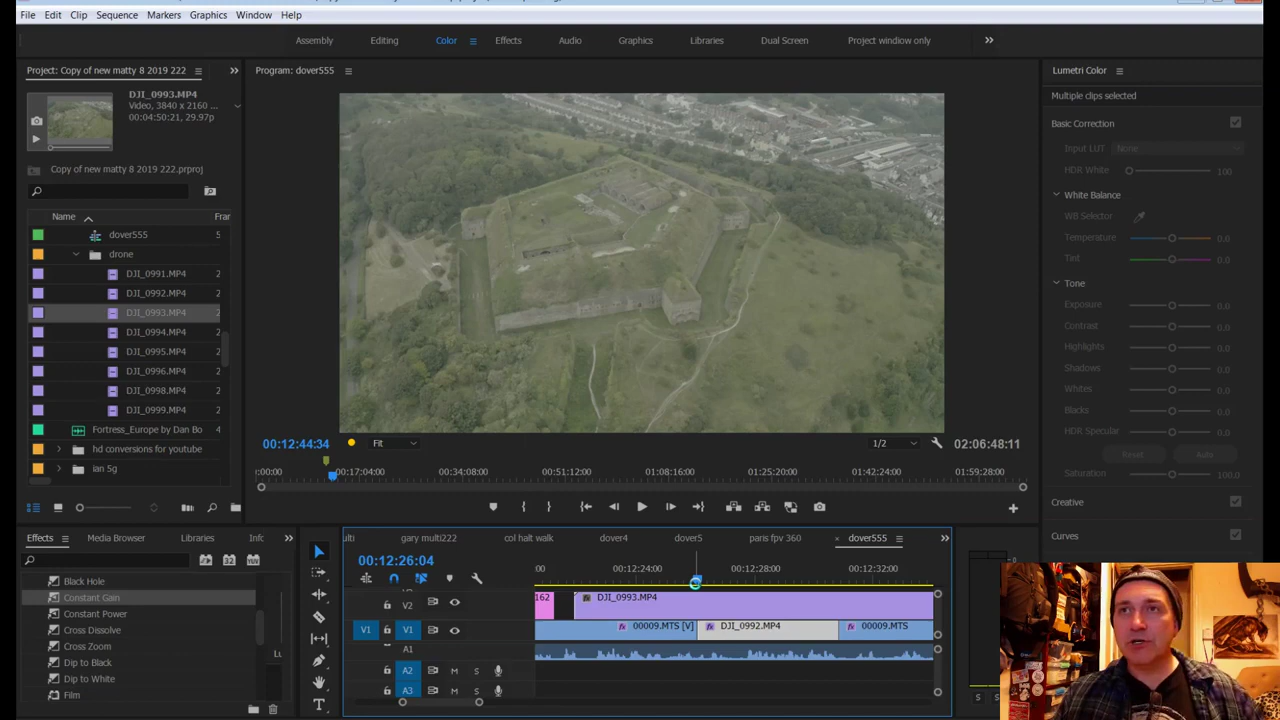 File Edit Clip Sequence Markers Graphics Window Help
Assembly Editing Color Effects Audio Graphics Libraries Dual Screen Project window only
Project: Copy of new matty 8 2019 222
Program: dover555
Lumetri Color
DJI_0993.MP4
Video, 3840 x 2160 ...
00:04:50:21, 29.97p
Multiple clips selected
Basic Correction
Input LUT None
HDR White 100
Copy of new matty 8 2019 222.prproj
White Balance
WB Selector
Temperature 0.0
Tint 0.0
Tone
Exposure 0.0
Contrast 0.0
Highlights 0.0
Shadows 0.0
Whites 0.0
Blacks 0.0
HDR Specular 0.0
Reset Auto
Saturation 100.0
Creative
Curves
Name Frar
dover555 5
drone
DJI_0991.MP4 2
DJI_0992.MP4 2
DJI_0993.MP4 2
DJI_0994.MP4 2
DJI_0995.MP4 2
DJI_0996.MP4 2
DJI_0998.MP4 2
DJI_0999.MP4 2
Fortress_Europe by Dan Bo 4
hd conversions for youtube
ian 5g
00:12:44:34 Fit 1/2 02:06:48:11
:00:00 00:17:04:00 00:34:08:00 00:51:12:00 01:08:16:00 01:25:20:00 01:42:24:00 01:59:28:00
Effects Media Browser Libraries Info
Black Hole
Constant Gain
Constant Power
Cross Dissolve
Cross Zoom
Dip to Black
Dip to White
Film
ulti gary multi222 col halt walk dover4 dover5 paris fpv 360 × dover555
00:12:26:04
:00 00:12:24:00 00:12:28:00 00:12:32:00
V2 162 DJI_0993.MP4
V1 V1 00009.MTS [V] DJI_0992.MP4 00009.MTS
A1
A2 M S
A3 M S
S S